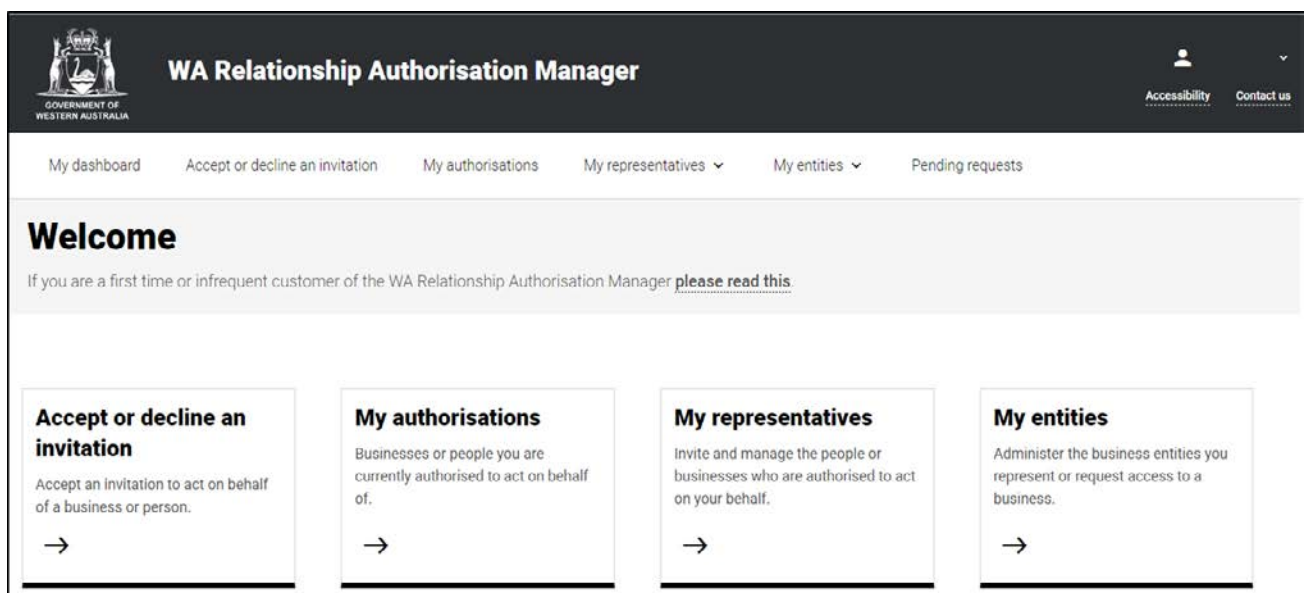 GOVERNMENT OF
WESTERN AUSTRALIA
WA Relationship Authorisation Manager
Accessibility
Contact us
My dashboard
Accept or decline an invitation
My authorisations
My representatives
My entities
Pending requests
Welcome
If you are a first time or infrequent customer of the WA Relationship Authorisation Manager please read this.
Accept or decline an
invitation
Accept an invitation to act on behalf
of a business or person.
My authorisations
Businesses or people you are
currently authorised to act on behalf
of.
My representatives
Invite and manage the people or
businesses who are authorised to act
on your behalf.
My entities
Administer the business entities you
represent or request access to a
business.